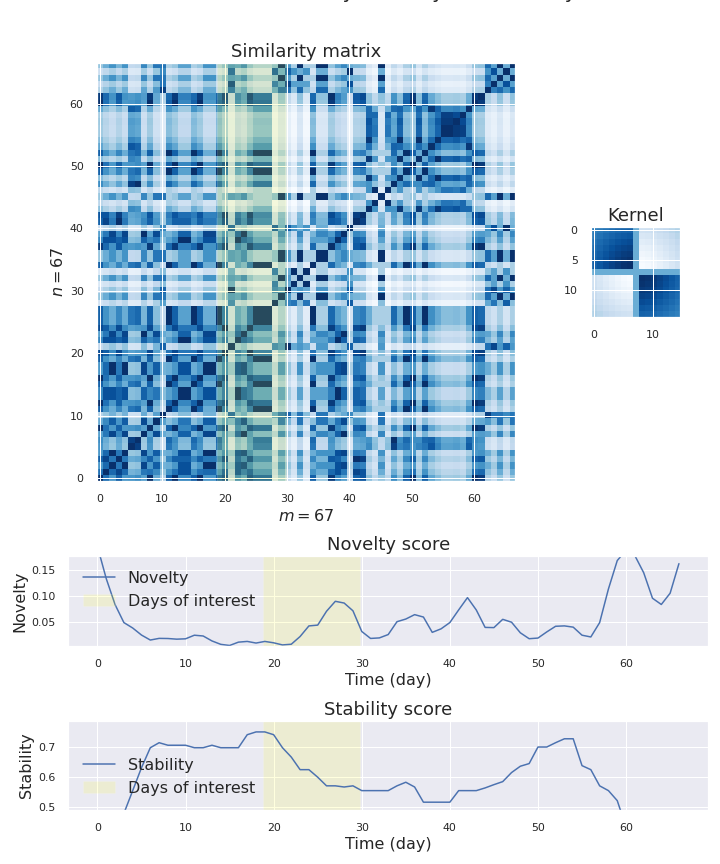 Similarity matrix
60
50
40
30
20
10
0
n = 67
0 10 20 30 40 50 60
m = 67
Kernel
0
5
10
0 10
Novelty score
0.15
0.10
0.05
Novelty
Novelty
Days of interest
0 10 20 30 40 50 60
Time (day)
Stability score
0.7
0.6
0.5
Stability
Stability
Days of interest
0 10 20 30 40 50 60
Time (day)